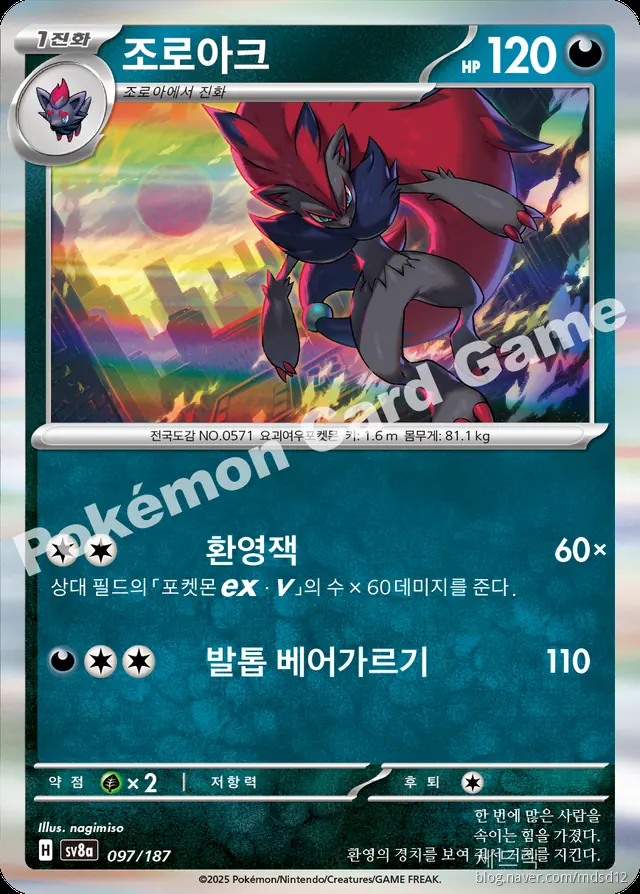 1진화
조로아크
HP 120
조로아에서 진화
전국도감 NO.0571 요괴여우포켓몬 키: 1.6 m 몸무게: 81.1 kg
Pokémon Card Game
환영잭 60×
상대 필드의 「포켓몬 ex · V」의 수 × 60데미지를 준다.
발톱 베어가르기 110
약점 ×2 저항력 후퇴
Illus. nagimiso
H sv8a 097/187
한 번에 많은 사람을
속이는 힘을 가졌다.
환영의 경치를 보여 지킨다.
©2025 Pokémon/Nintendo/Creatures/GAME FREAK.
blog.naver.com/mdsd12